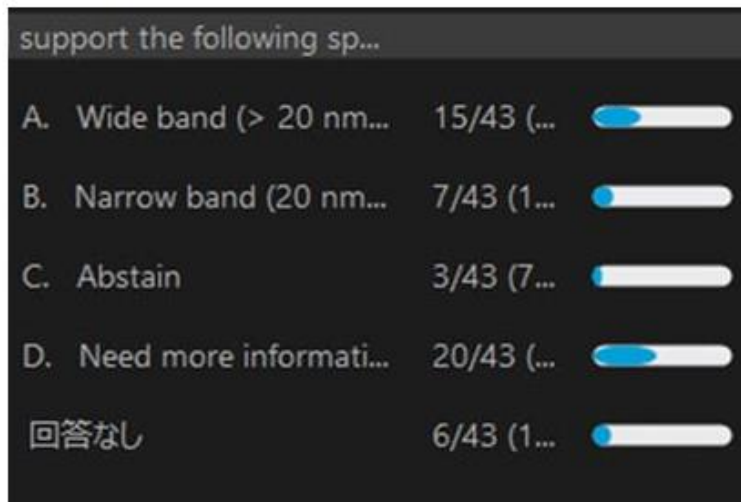 support the following sp...
A. Wide band (> 20 nm... 15/43 (...
B. Narrow band (20 nm... 7/43 (1...
C. Abstain 3/43 (7...
D. Need more informati... 20/43 (...
回答なし 6/43 (1...